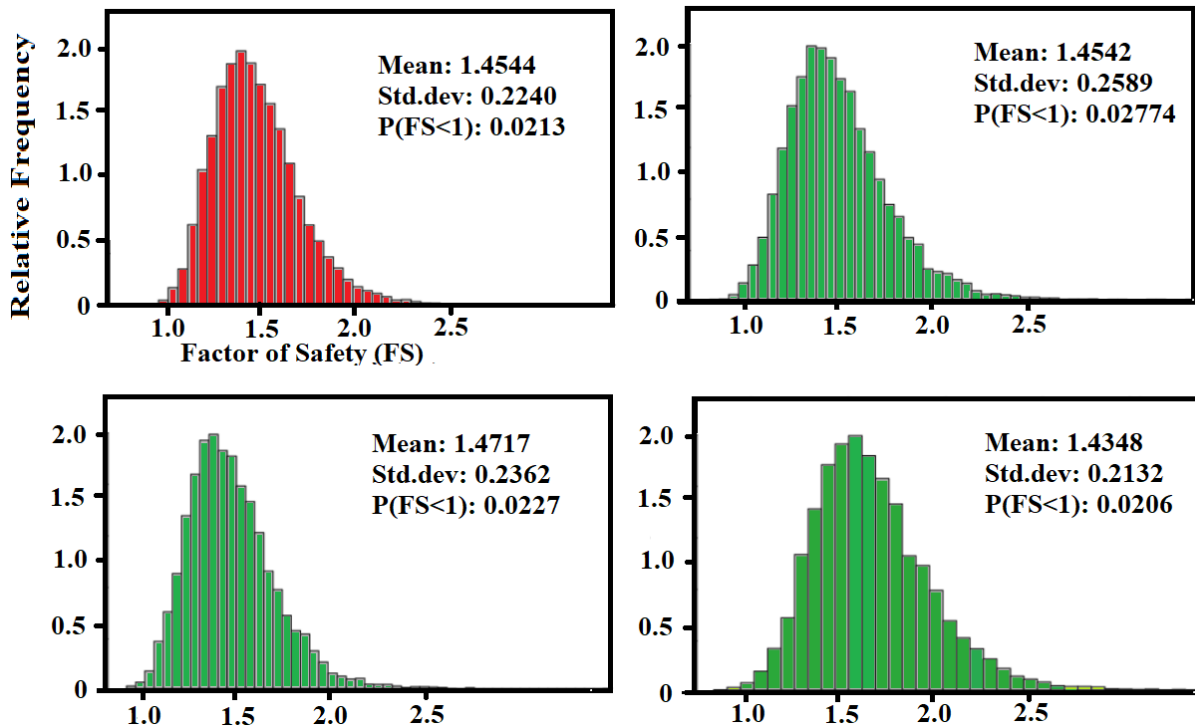 Relative Frequency
2.0
1.5
1.0
0.5
0
Mean: 1.4544
Std.dev: 0.2240
P(FS<1): 0.0213
1.0 1.5 2.0 2.5
Factor of Safety (FS)
2.0
1.5
1.0
0.5
0
Mean: 1.4542
Std.dev: 0.2589
P(FS<1): 0.02774
1.0 1.5 2.0 2.5
2.0
1.5
1.0
0.5
0
Mean: 1.4717
Std.dev: 0.2362
P(FS<1): 0.0227
1.0 1.5 2.0 2.5
2.0
1.5
1.0
0.5
0
Mean: 1.4348
Std.dev: 0.2132
P(FS<1): 0.0206
1.0 1.5 2.0 2.5